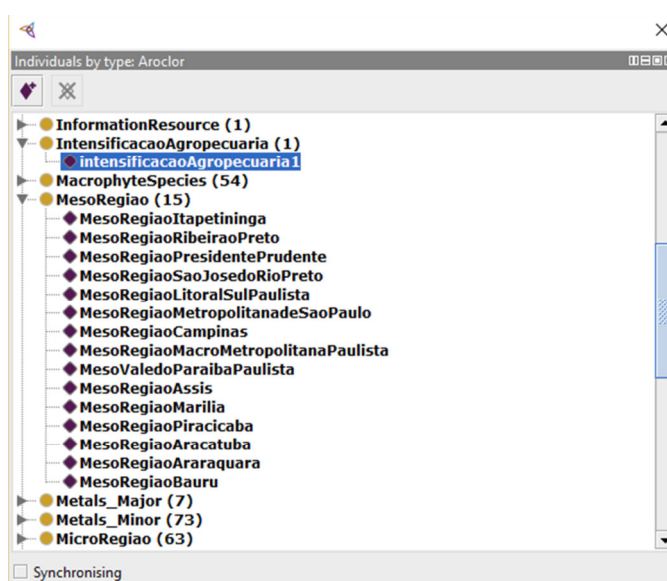 Individuals by type: Aroclor
InformationResource (1)
IntensificacaoAgropecuaria (1)
intensificacaoAgropecuaria1
MacrophyteSpecies (54)
MesoRegiao (15)
MesoRegiaoItapetininga
MesoRegiaoRibeiraoPreto
MesoRegiaoPresidentePrudente
MesoRegiaoSaoJosedoRioPreto
MesoRegiaoLitoralSulPaulista
MesoRegiaoMetropolitanadeSaoPaulo
MesoRegiaoCampinas
MesoRegiaoMacroMetropolitanaPaulista
MesoValedoParaibaPaulista
MesoRegiaoAssis
MesoRegiaoMarilia
MesoRegiaoPiracicaba
MesoRegiaoAracatuba
MesoRegiaoAraraquara
MesoRegiaoBauru
Metals_Major (7)
Metals_Minor (73)
MicroRegiao (63)
Synchronising